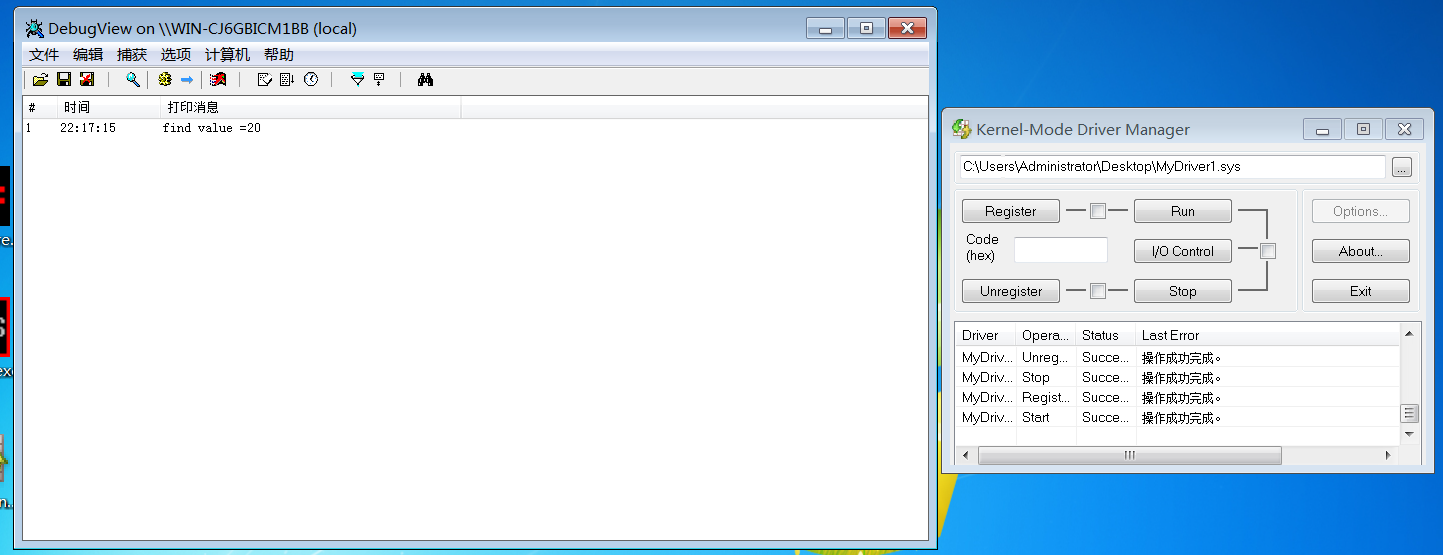 DebugView on \\WIN-CJ6GBICM1BB (local)
文件 编辑 捕获 选项 计算机 帮助
# 时间 打印消息
1 22:17:15 find value =20
Kernel-Mode Driver Manager
C:\Users\Administrator\Desktop\MyDriver1.sys
...
Register Run Options...
Code
(hex)
I/O Control About...
Unregister Stop Exit
Driver Opera... Status Last Error
MyDriv... Unreg... Succe... 操作成功完成。
MyDriv... Stop Succe... 操作成功完成。
MyDriv... Regist... Succe... 操作成功完成。
MyDriv... Start Succe... 操作成功完成。